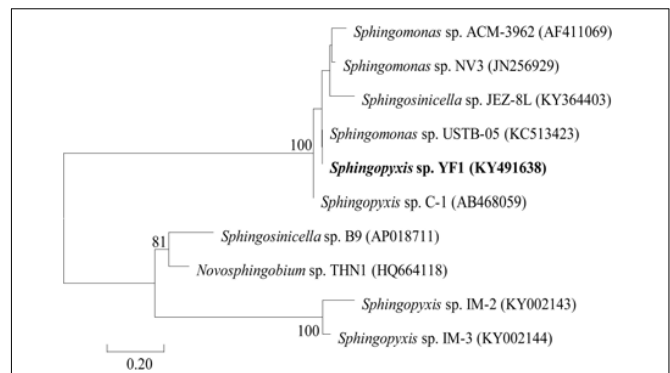 Sphingomonas sp. ACM-3962 (AF411069)
Sphingomonas sp. NV3 (JN256929)
Sphingosinicella sp. JEZ-8L (KY364403)
Sphingomonas sp. USTB-05 (KC513423)
100
Sphingopyxis sp. YF1 (KY491638)
Sphingopyxis sp. C-1 (AB468059)
Sphingosinicella sp. B9 (AP018711)
81
Novosphingobium sp. THN1 (HQ664118)
Sphingopyxis sp. IM-2 (KY002143)
100
Sphingopyxis sp. IM-3 (KY002144)
0.20